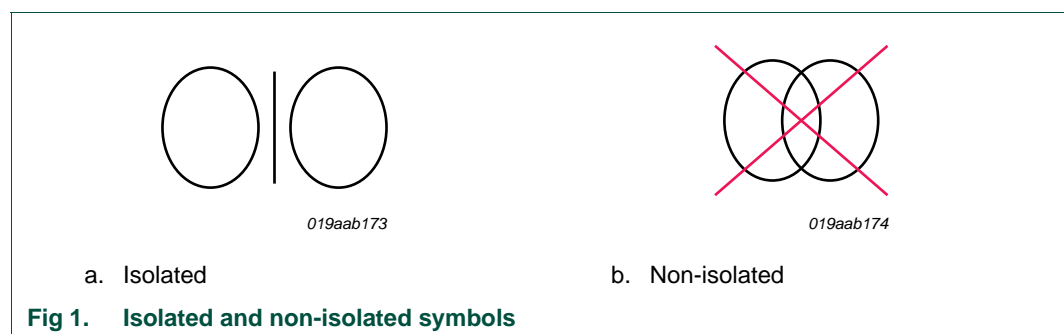 019aab173
019aab174
a. Isolated
b. Non-isolated
Fig 1. Isolated and non-isolated symbols